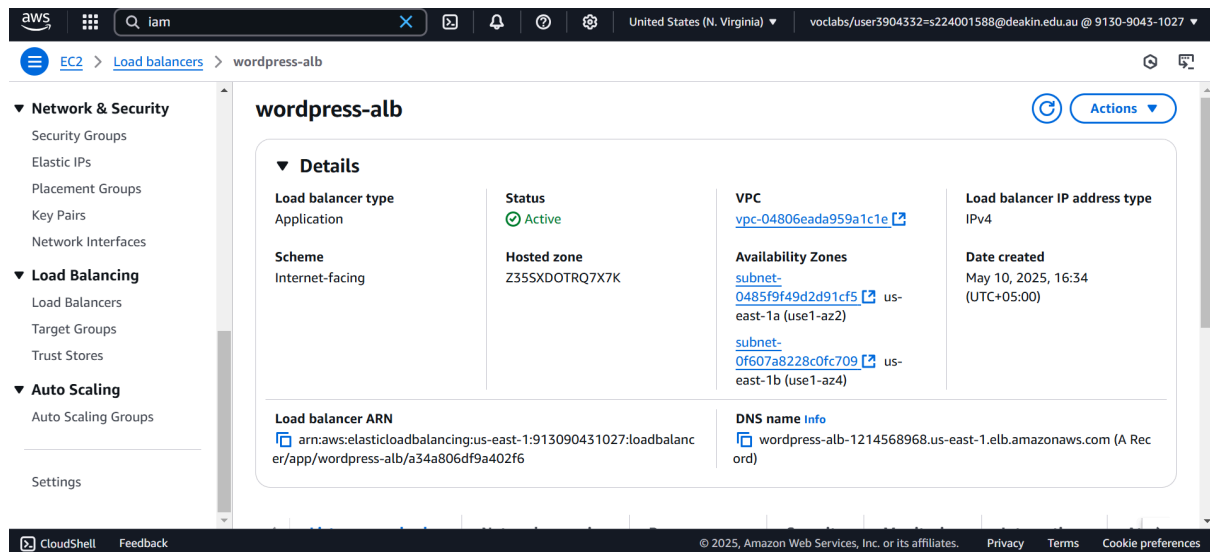 aws
iam
United States (N. Virginia)
voclabs/user3904332=s224001588@deakin.edu.au @ 9130-9043-1027
EC2 > Load balancers > wordpress-alb
Network & Security
Security Groups
Elastic IPs
Placement Groups
Key Pairs
Network Interfaces
Load Balancing
Load Balancers
Target Groups
Trust Stores
Auto Scaling
Auto Scaling Groups
Settings
wordpress-alb
Actions
Details
Load balancer type
Application
Status
Active
VPC
vpc-04806eada959a1c1e
Load balancer IP address type
IPv4
Scheme
Internet-facing
Hosted zone
Z35SXDOTRQ7X7K
Availability Zones
subnet-
0485f9f49d2d91cf5 us-
east-1a (use1-az2)
subnet-
0f607a8228c0fc709 us-
east-1b (use1-az4)
Date created
May 10, 2025, 16:34
(UTC+05:00)
Load balancer ARN
arn:aws:elasticloadbalancing:us-east-1:913090431027:loadbalanc
er/app/wordpress-alb/a34a806df9a402f6
DNS name Info
wordpress-alb-1214568968.us-east-1.elb.amazonaws.com (A Rec
ord)
CloudShell Feedback
© 2025, Amazon Web Services, Inc. or its affiliates. Privacy Terms Cookie preferences